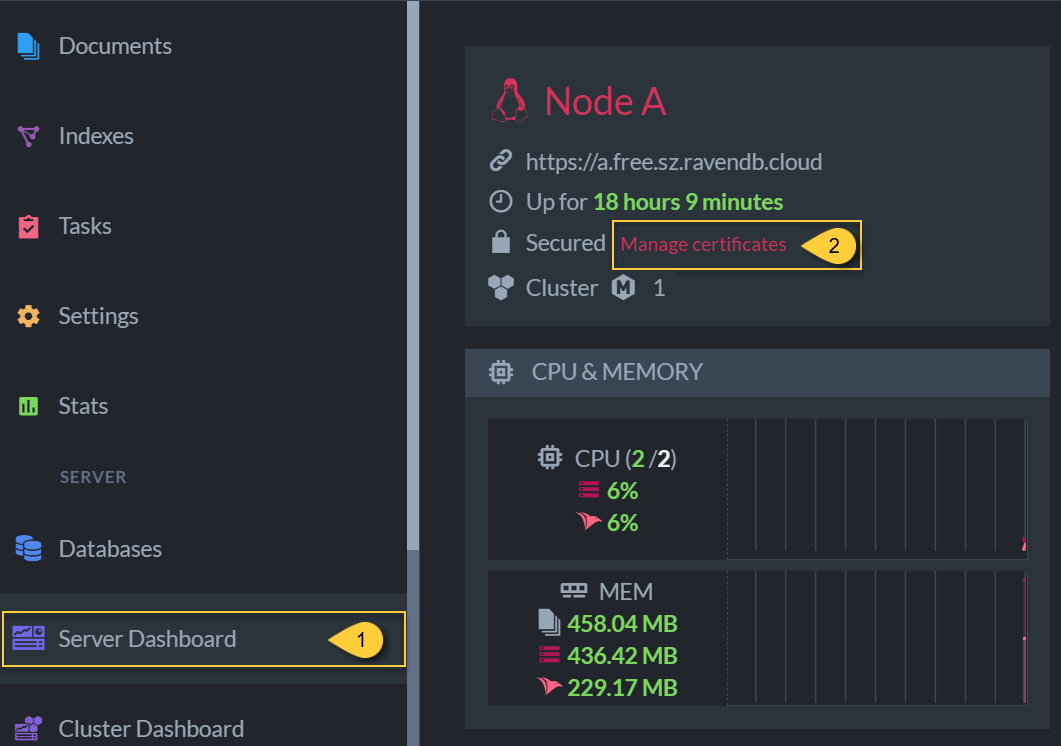 Documents
Indexes
Tasks
Settings
Stats
SERVER
Databases
Server Dashboard 1
Cluster Dashboard
Node A
https://a.free.sz.ravendb.cloud
Up for 18 hours 9 minutes
Secured Manage certificates 2
Cluster M 1
CPU & MEMORY
CPU (2 /2)
6%
6%
MEM
458.04 MB
436.42 MB
229.17 MB